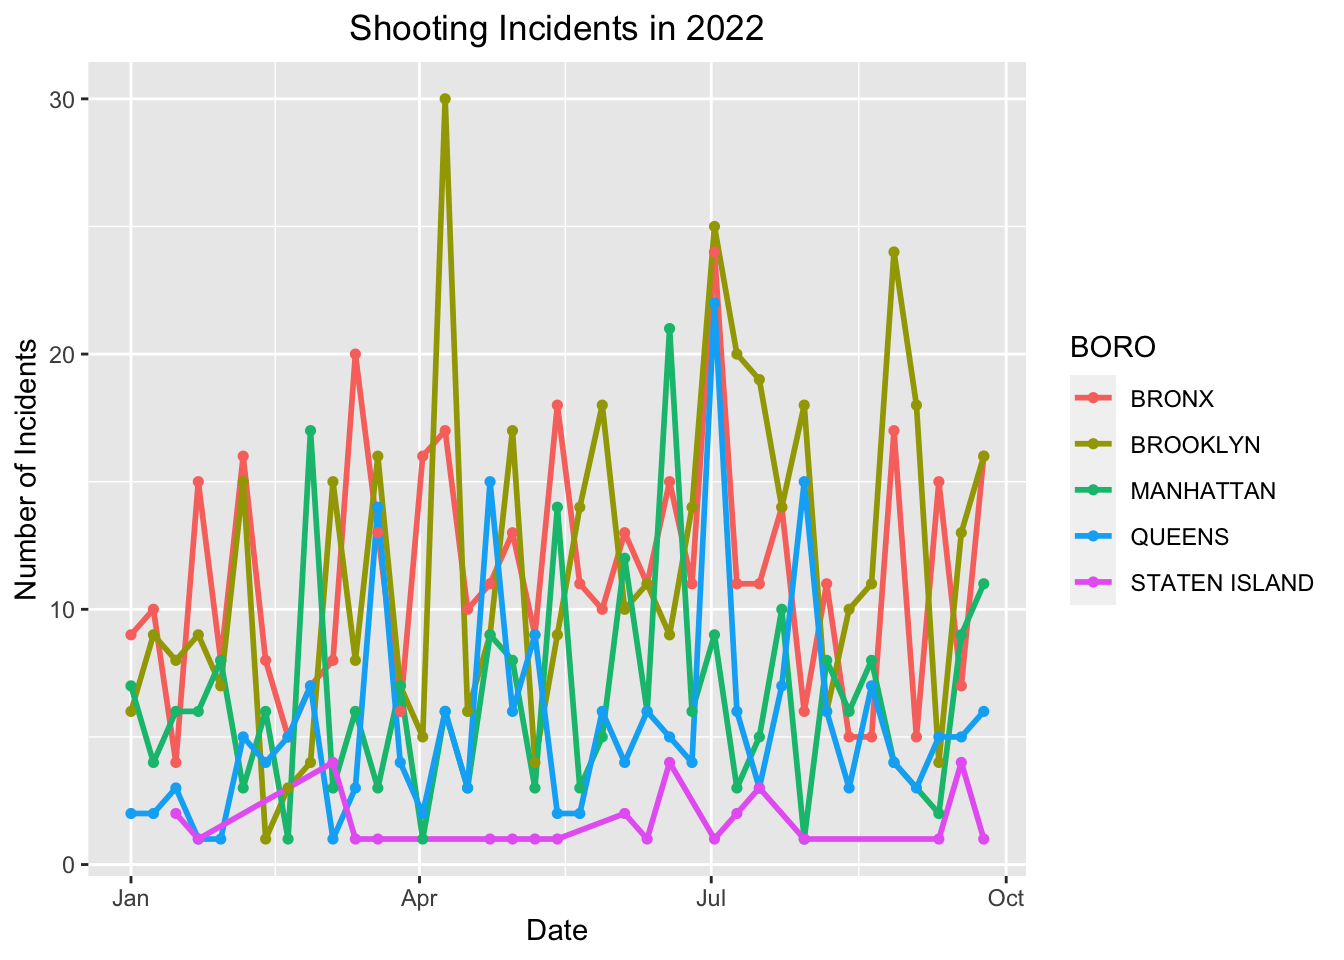 Shooting Incidents in 2022
Number of Incidents
30
20
10
0
Jan Apr Jul Oct
Date
BORO
BRONX
BROOKLYN
MANHATTAN
QUEENS
STATEN ISLAND